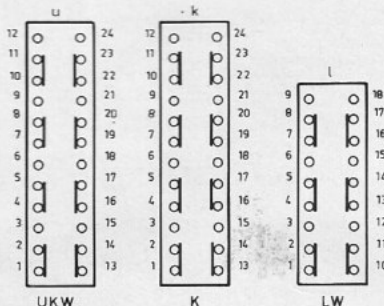 u k
12 24 12 24
11 23 11 23
10 22 10 22
l
9 21 9 21 9 18
8 20 8 20 8 17
7 19 7 19 7 16
6 18 6 18 6 15
5 17 5 17 5 14
4 16 4 16 4 13
3 15 3 15 3 12
2 14 2 14 2 11
1 13 1 13 1 10
UKW K LW